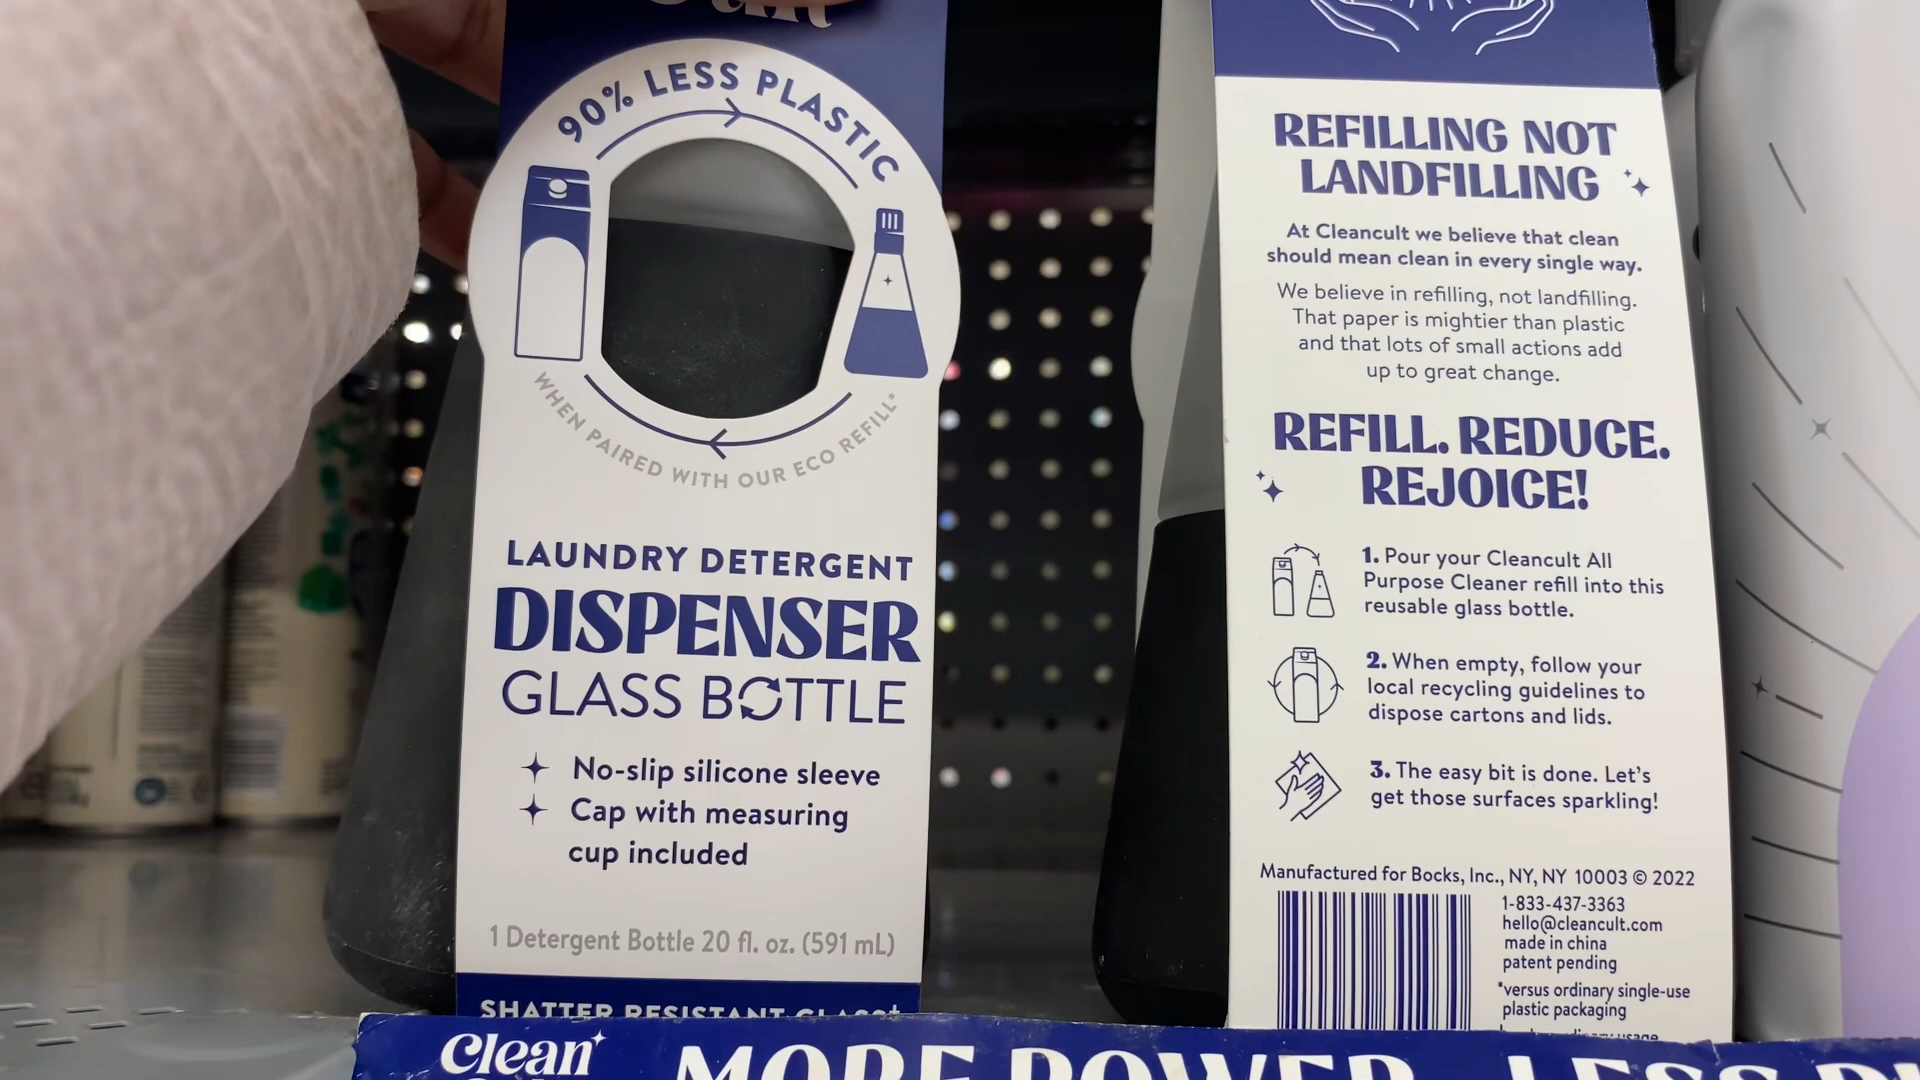 90% LESS PLASTIC
WHEN PAIRED WITH OUR ECO REFILL*
LAUNDRY DETERGENT
DISPENSER
GLASS BOTTLE
No-slip silicone sleeve
Cap with measuring
cup included
1 Detergent Bottle 20 fl. oz. (591 mL)
SHATTER RESISTANT GLASS†
REFILLING NOT
LANDFILLING
At Cleancult we believe that clean
should mean clean in every single way.
We believe in refilling, not landfilling.
That paper is mightier than plastic
and that lots of small actions add
up to great change.
REFILL. REDUCE.
REJOICE!
1. Pour your Cleancult All
Purpose Cleaner refill into this
reusable glass bottle.
2. When empty, follow your
local recycling guidelines to
dispose cartons and lids.
3. The easy bit is done. Let's
get those surfaces sparkling!
Manufactured for Bocks, Inc., NY, NY 10003 © 2022
1-833-437-3363
hello@cleancult.com
made in china
patent pending
*versus ordinary single-use
plastic packaging
usage
Clean
MORE POWER LESS